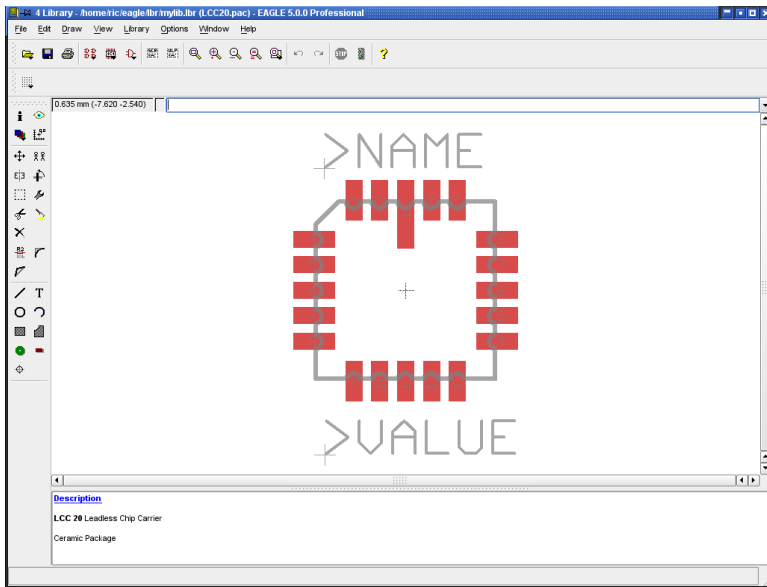 4 Library - /home/ric/eagle/lbr/mylib.lbr (LCC20.pac) - EAGLE 5.0.0 Professional
File Edit Draw View Library Options Window Help
0.635 mm (-7.620 -2.540)
>NAME
>VALUE
Description
LCC 20 Leadless Chip Carrier
Ceramic Package